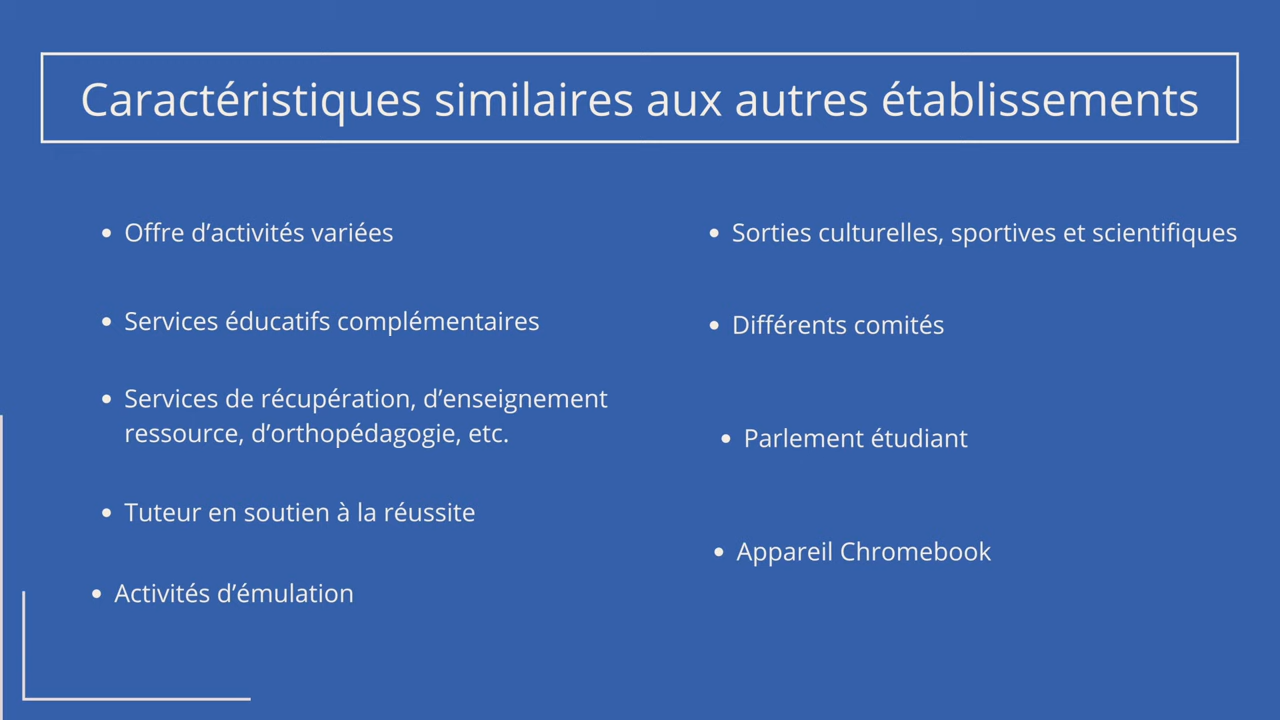 Caractéristiques similaires aux autres établissements
• Offre d’activités variées
• Services éducatifs complémentaires
• Services de récupération, d’enseignement
ressource, d’orthopédagogie, etc.
• Tuteur en soutien à la réussite
• Activités d’émulation
• Sorties culturelles, sportives et scientifiques
• Différents comités
• Parlement étudiant
• Appareil Chromebook